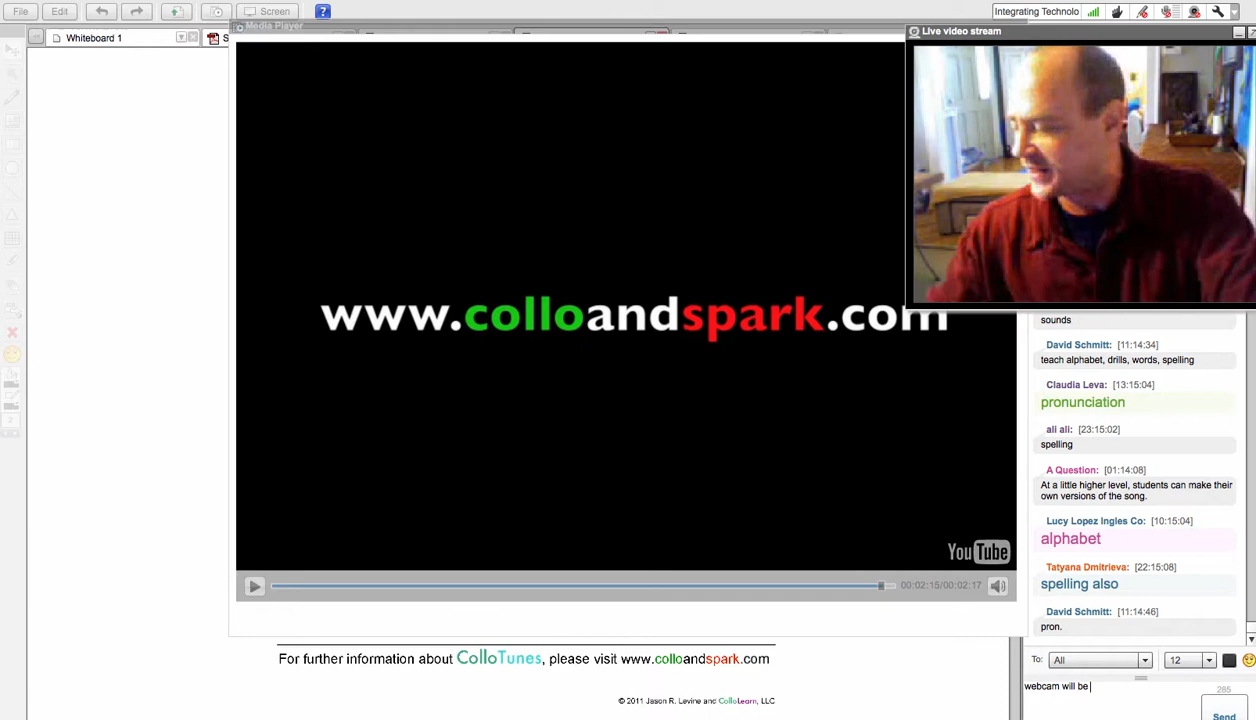 File Edit Screen ? Integrating Technolo
Whiteboard 1
Media Player
Live video stream
www.colloandspark.com
YouTube
00:02:15/00:02:17
sounds
David Schmitt: [11:14:34]
teach alphabet, drills, words, spelling
Claudia Leva: [13:15:04]
pronunciation
ali ali: [23:15:02]
spelling
A Question: [01:14:08]
At a little higher level, students can make their
own versions of the song.
Lucy Lopez Ingles Co: [10:15:04]
alphabet
Tatyana Dmitrieva: [22:15:08]
spelling also
David Schmitt: [11:14:46]
pron.
To: All 12
webcam will be
285
Send
For further information about ColloTunes, please visit www.colloandspark.com
© 2011 Jason R. Levine and ColloLearn, LLC